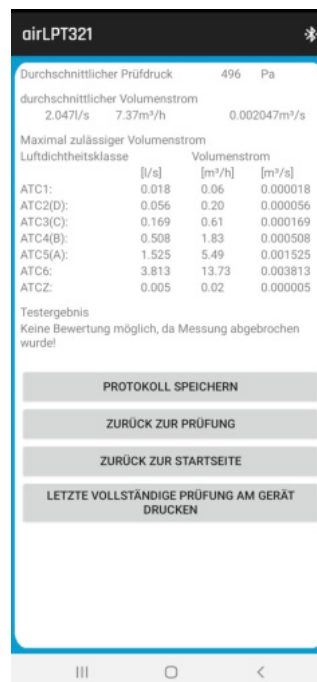 airLPT321
Durchschnittlicher Prüfdruck 496 Pa
durchschnittlicher Volumenstrom
2.047l/s 7.37m³/h 0.002047m³/s
Maximal zulässiger Volumenstrom
Luftdichtheitsklasse Volumenstrom
[l/s] [m³/h] [m³/s]
ATC1: 0.018 0.06 0.000018
ATC2(D): 0.056 0.20 0.000056
ATC3(C): 0.169 0.61 0.000169
ATC4(B): 0.508 1.83 0.000508
ATC5(A): 1.525 5.49 0.001525
ATC6: 3.813 13.73 0.003813
ATCZ: 0.005 0.02 0.000005
Testergebnis
Keine Bewertung möglich, da Messung abgebrochen
wurde!
PROTOKOLL SPEICHERN
ZURÜCK ZUR PRÜFUNG
ZURÜCK ZUR STARTSEITE
LETZTE VOLLSTÄNDIGE PRÜFUNG AM GERÄT
DRUCKEN